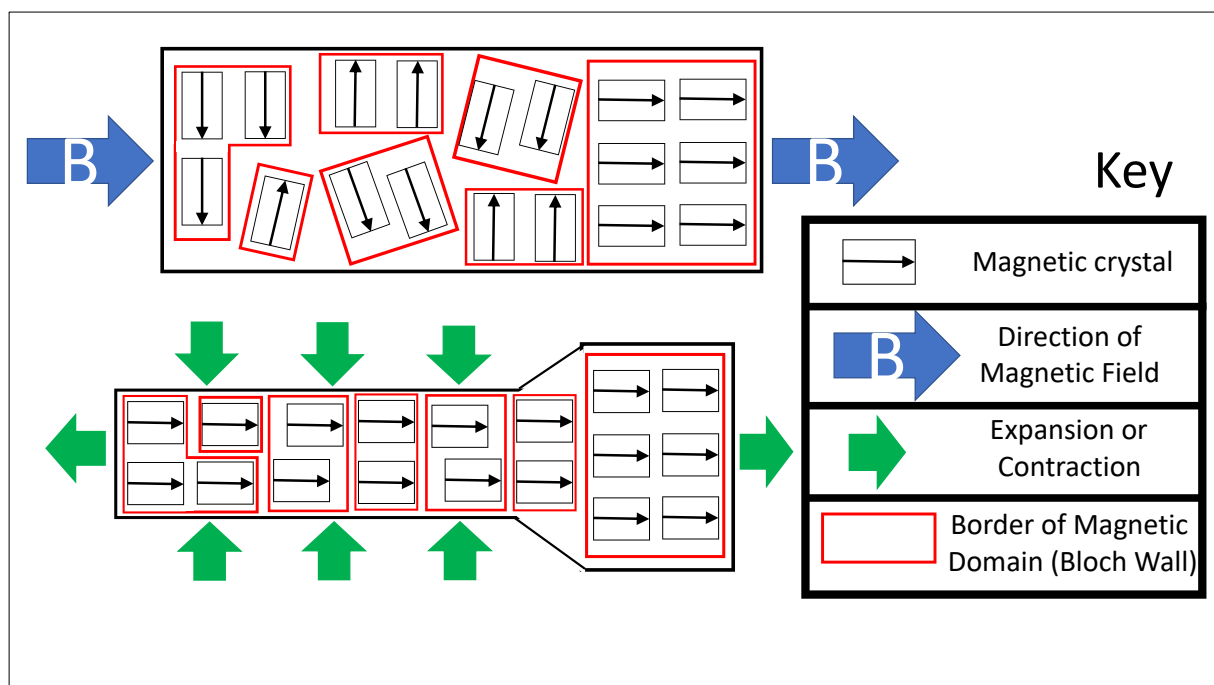 B
B
Key
Magnetic crystal
B
Direction of
Magnetic Field
Expansion or
Contraction
Border of Magnetic
Domain (Bloch Wall)